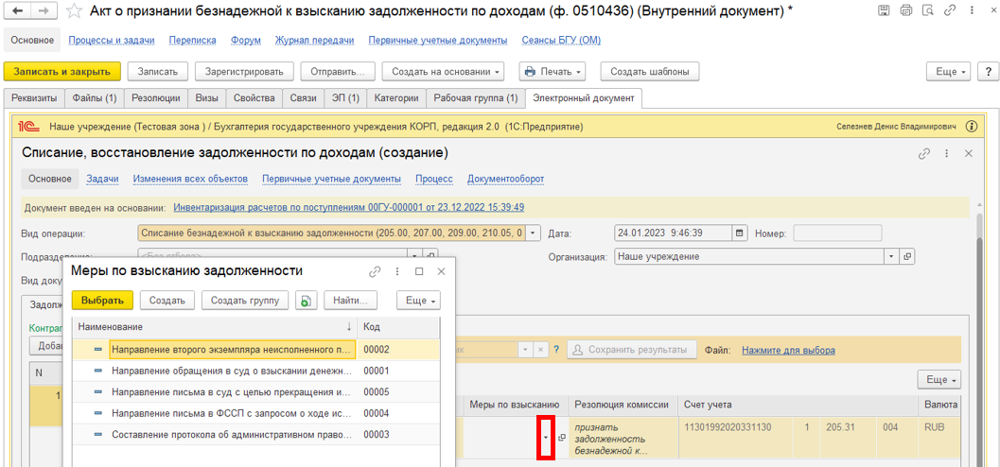 Акт о признании безнадежной к взысканию задолженности по доходам (ф. 0510436) (Внутренний документ) *
Основное Процессы и задачи Переписка Форум Журнал передачи Первичные учетные документы Сеансы БГУ (ОМ)
Записать и закрыть Записать Зарегистрировать Отправить... Создать на основании Печать Создать шаблоны Еще ?
Реквизиты Файлы (1) Резолюции Визы Свойства Связи ЭП (1) Категории Рабочая группа (1) Электронный документ
1С Наше учреждение (Тестовая зона ) / Бухгалтерия государственного учреждения КОРП, редакция 2.0 (1С:Предприятие) Селезнев Денис Владимирович
Списание, восстановление задолженности по доходам (создание)
Основное Задачи Изменения всех объектов Первичные учетные документы Процесс Документооборот
Документ введен на основании: Инвентаризация расчетов по поступлениям 00ГУ-000001 от 23.12.2022 15:39:49
Вид операции: Списание безнадежной к взысканию задолженности (205.00, 207.00, 209.00, 210.05, 0 Дата: 24.01.2023 9:46:39 Номер:
Подразделение: <Без отбора> Организация: Наше учреждение
Меры по взысканию задолженности
Вид доку
Выбрать Создать Создать группу Найти... Еще
Задолж
Наименование ↓ Код
Контраг
Направление второго экземпляра неисполненного п... 00002
Добав
ик × ? Сохранить результаты Файл: Нажмите для выбора
Направление обращения в суд о взыскании денежн... 00001
N
Еще
Направление письма в суд с целью прекращения и... 00005
1
Меры по взысканию Резолюция комиссии Счет учета Валюта
Направление письма в ФССП с запросом о ходе ис... 00004
Составление протокола об административном право... 00003
признать 11301992020331130 1 205.31 004 RUB
задолженность
безнадежной к...